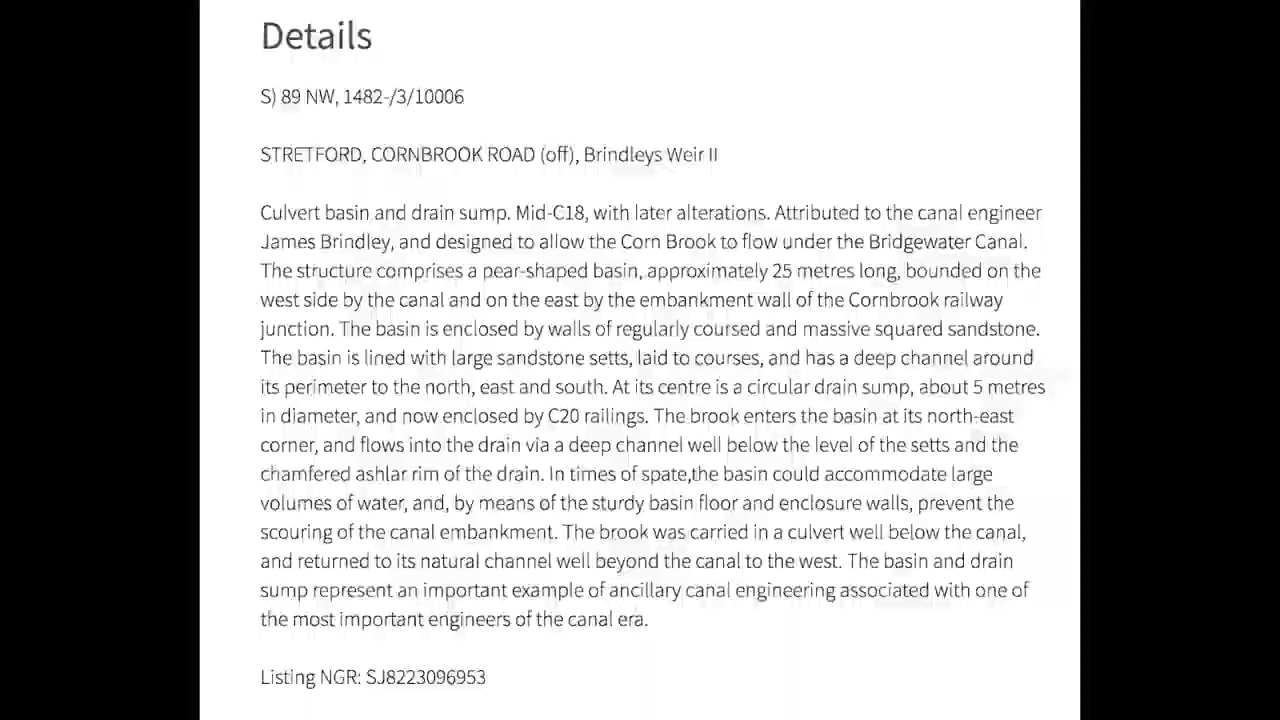 Details
S) 89 NW, 1482-/3/10006
STRETFORD, CORNBROOK ROAD (off), Brindleys Weir II
Culvert basin and drain sump. Mid-C18, with later alterations. Attributed to the canal engineer
James Brindley, and designed to allow the Corn Brook to flow under the Bridgewater Canal.
The structure comprises a pear-shaped basin, approximately 25 metres long, bounded on the
west side by the canal and on the east by the embankment wall of the Cornbrook railway
junction. The basin is enclosed by walls of regularly coursed and massive squared sandstone.
The basin is lined with large sandstone setts, laid to courses, and has a deep channel around
its perimeter to the north, east and south. At its centre is a circular drain sump, about 5 metres
in diameter, and now enclosed by C20 railings. The brook enters the basin at its north-east
corner, and flows into the drain via a deep channel well below the level of the setts and the
chamfered ashlar rim of the drain. In times of spate,the basin could accommodate large
volumes of water, and, by means of the sturdy basin floor and enclosure walls, prevent the
scouring of the canal embankment. The brook was carried in a culvert well below the canal,
and returned to its natural channel well beyond the canal to the west. The basin and drain
sump represent an important example of ancillary canal engineering associated with one of
the most important engineers of the canal era.
Listing NGR: SJ8223096953